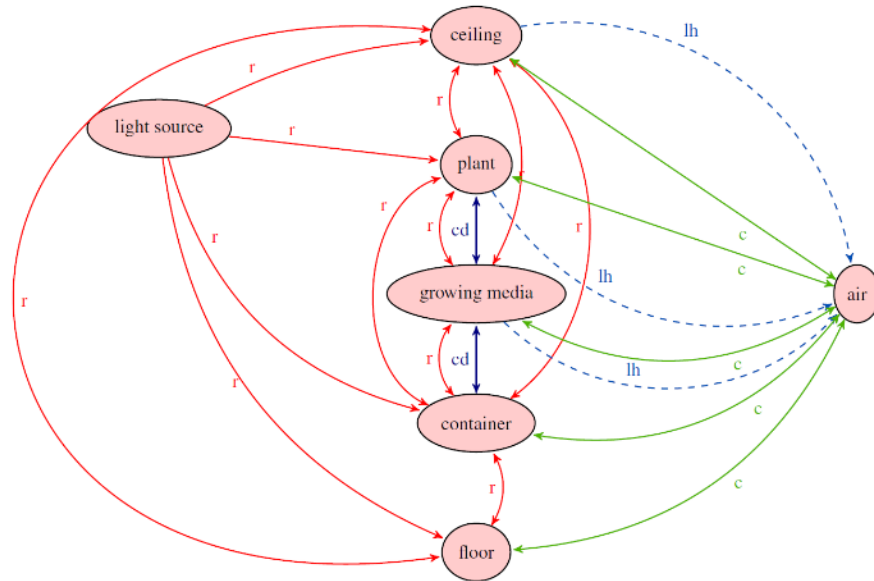 ceiling
lh
r
light source
r
r
plant
r
r
r
r
cd
c
c
r
lh
growing media
air
r
r
cd
c
lh
r
container
c
c
r
floor